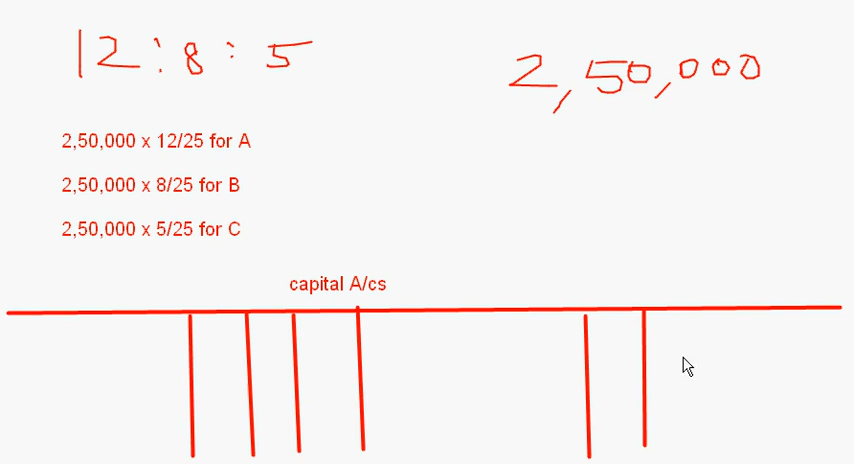 12:8:5
2,50,000
2,50,000 x 12/25 for A
2,50,000 x 8/25 for B
2,50,000 x 5/25 for C
capital A/cs